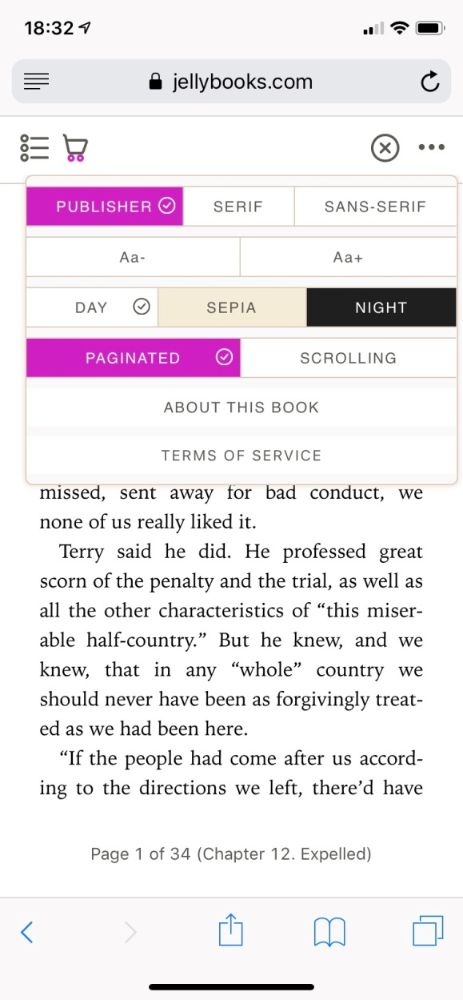 18:32
jellybooks.com
PUBLISHER SERIF SANS-SERIF
Aa- Aa+
DAY SEPIA NIGHT
PAGINATED SCROLLING
ABOUT THIS BOOK
TERMS OF SERVICE
missed, sent away for bad conduct, we
none of us really liked it.
Terry said he did. He professed great
scorn of the penalty and the trial, as well as
all the other characteristics of “this miser-
able half-country.” But he knew, and we
knew, that in any “whole” country we
should never have been as forgivingly treat-
ed as we had been here.
“If the people had come after us accord-
ing to the directions we left, there’d have
Page 1 of 34 (Chapter 12. Expelled)